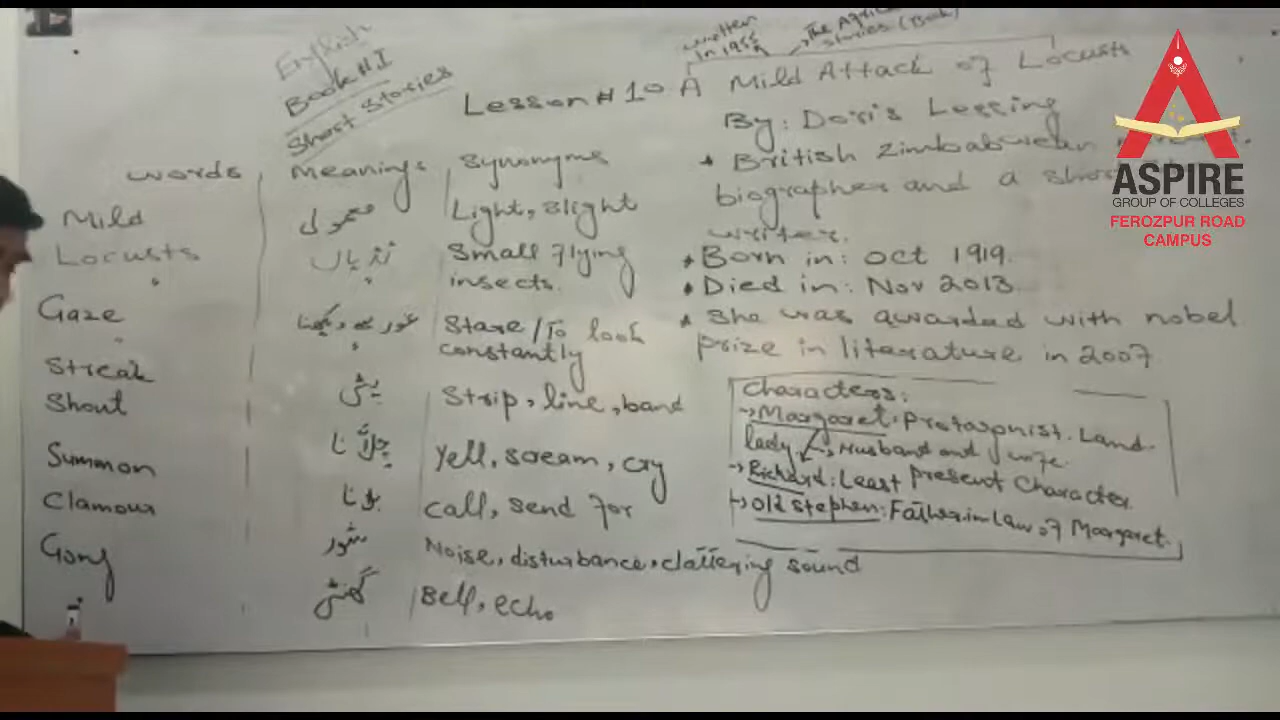 English
Book # I
Short Stories
written
in 1955
The African
Stories (Book)
Lesson # 10 A Mild Attack of Locusts
By: Doris Lessing
* British Zimbabwean
biographer and a short
writer.
* Born in: Oct 1919.
* Died in: Nov 2013.
* She was awarded with nobel
prize in literature in 2007
words, Meanings Synonyms
Mild معمولی Light, Slight
Locusts ٹڈیاں Small flying
insects.
Gaze غور سے دیکھنا Stare/To look
constantly
Streak پٹی Strip, line, band
Shout چلانا Yell, scream, cry
Summon بلانا call, send for
Clamour شور Noise, disturbance, clattering sound
Gong گھنٹی Bell, echo
Characters:
→ Margaret: Protagnist. Land
lady → Husband and wife.
→ Richard: Least Present Character.
→ Old Stephen: Father in law of Margaret.
ASPIRE
GROUP OF COLLEGES
FEROZPUR ROAD
CAMPUS